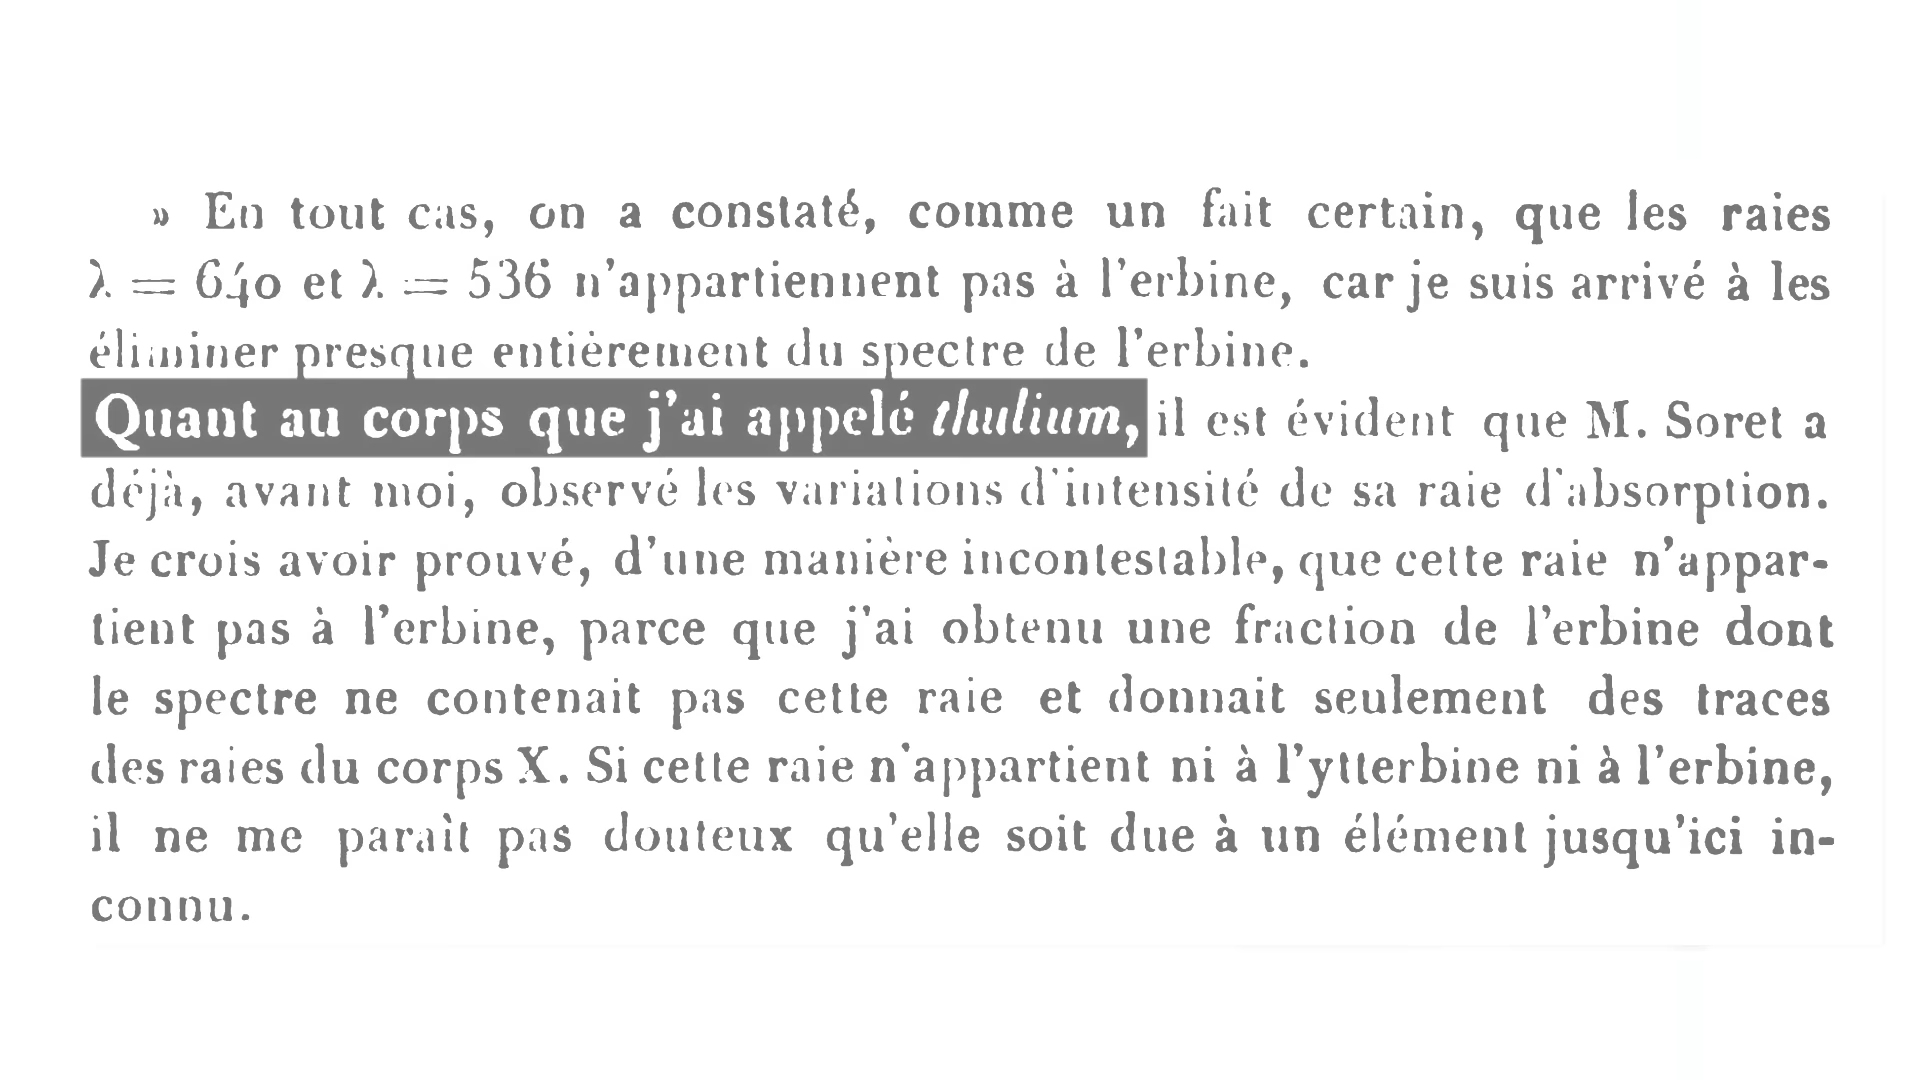 » En tout cas, on a constaté, comme un fait certain, que les raies
λ = 640 et λ = 536 n'appartiennent pas à l'erbine, car je suis arrivé à les
éliminer presque entièrement du spectre de l'erbine.
Quant au corps que j'ai appelé thulium, il est évident que M. Soret a
déjà, avant moi, observé les variations d'intensité de sa raie d'absorption.
Je crois avoir prouvé, d'une manière incontestable, que cette raie n'appar-
tient pas à l'erbine, parce que j'ai obtenu une fraction de l'erbine dont
le spectre ne contenait pas cette raie et donnait seulement des traces
des raies du corps X. Si cette raie n'appartient ni à l'ytterbine ni à l'erbine,
il ne me paraît pas douteux qu'elle soit due à un élément jusqu'ici in-
connu.